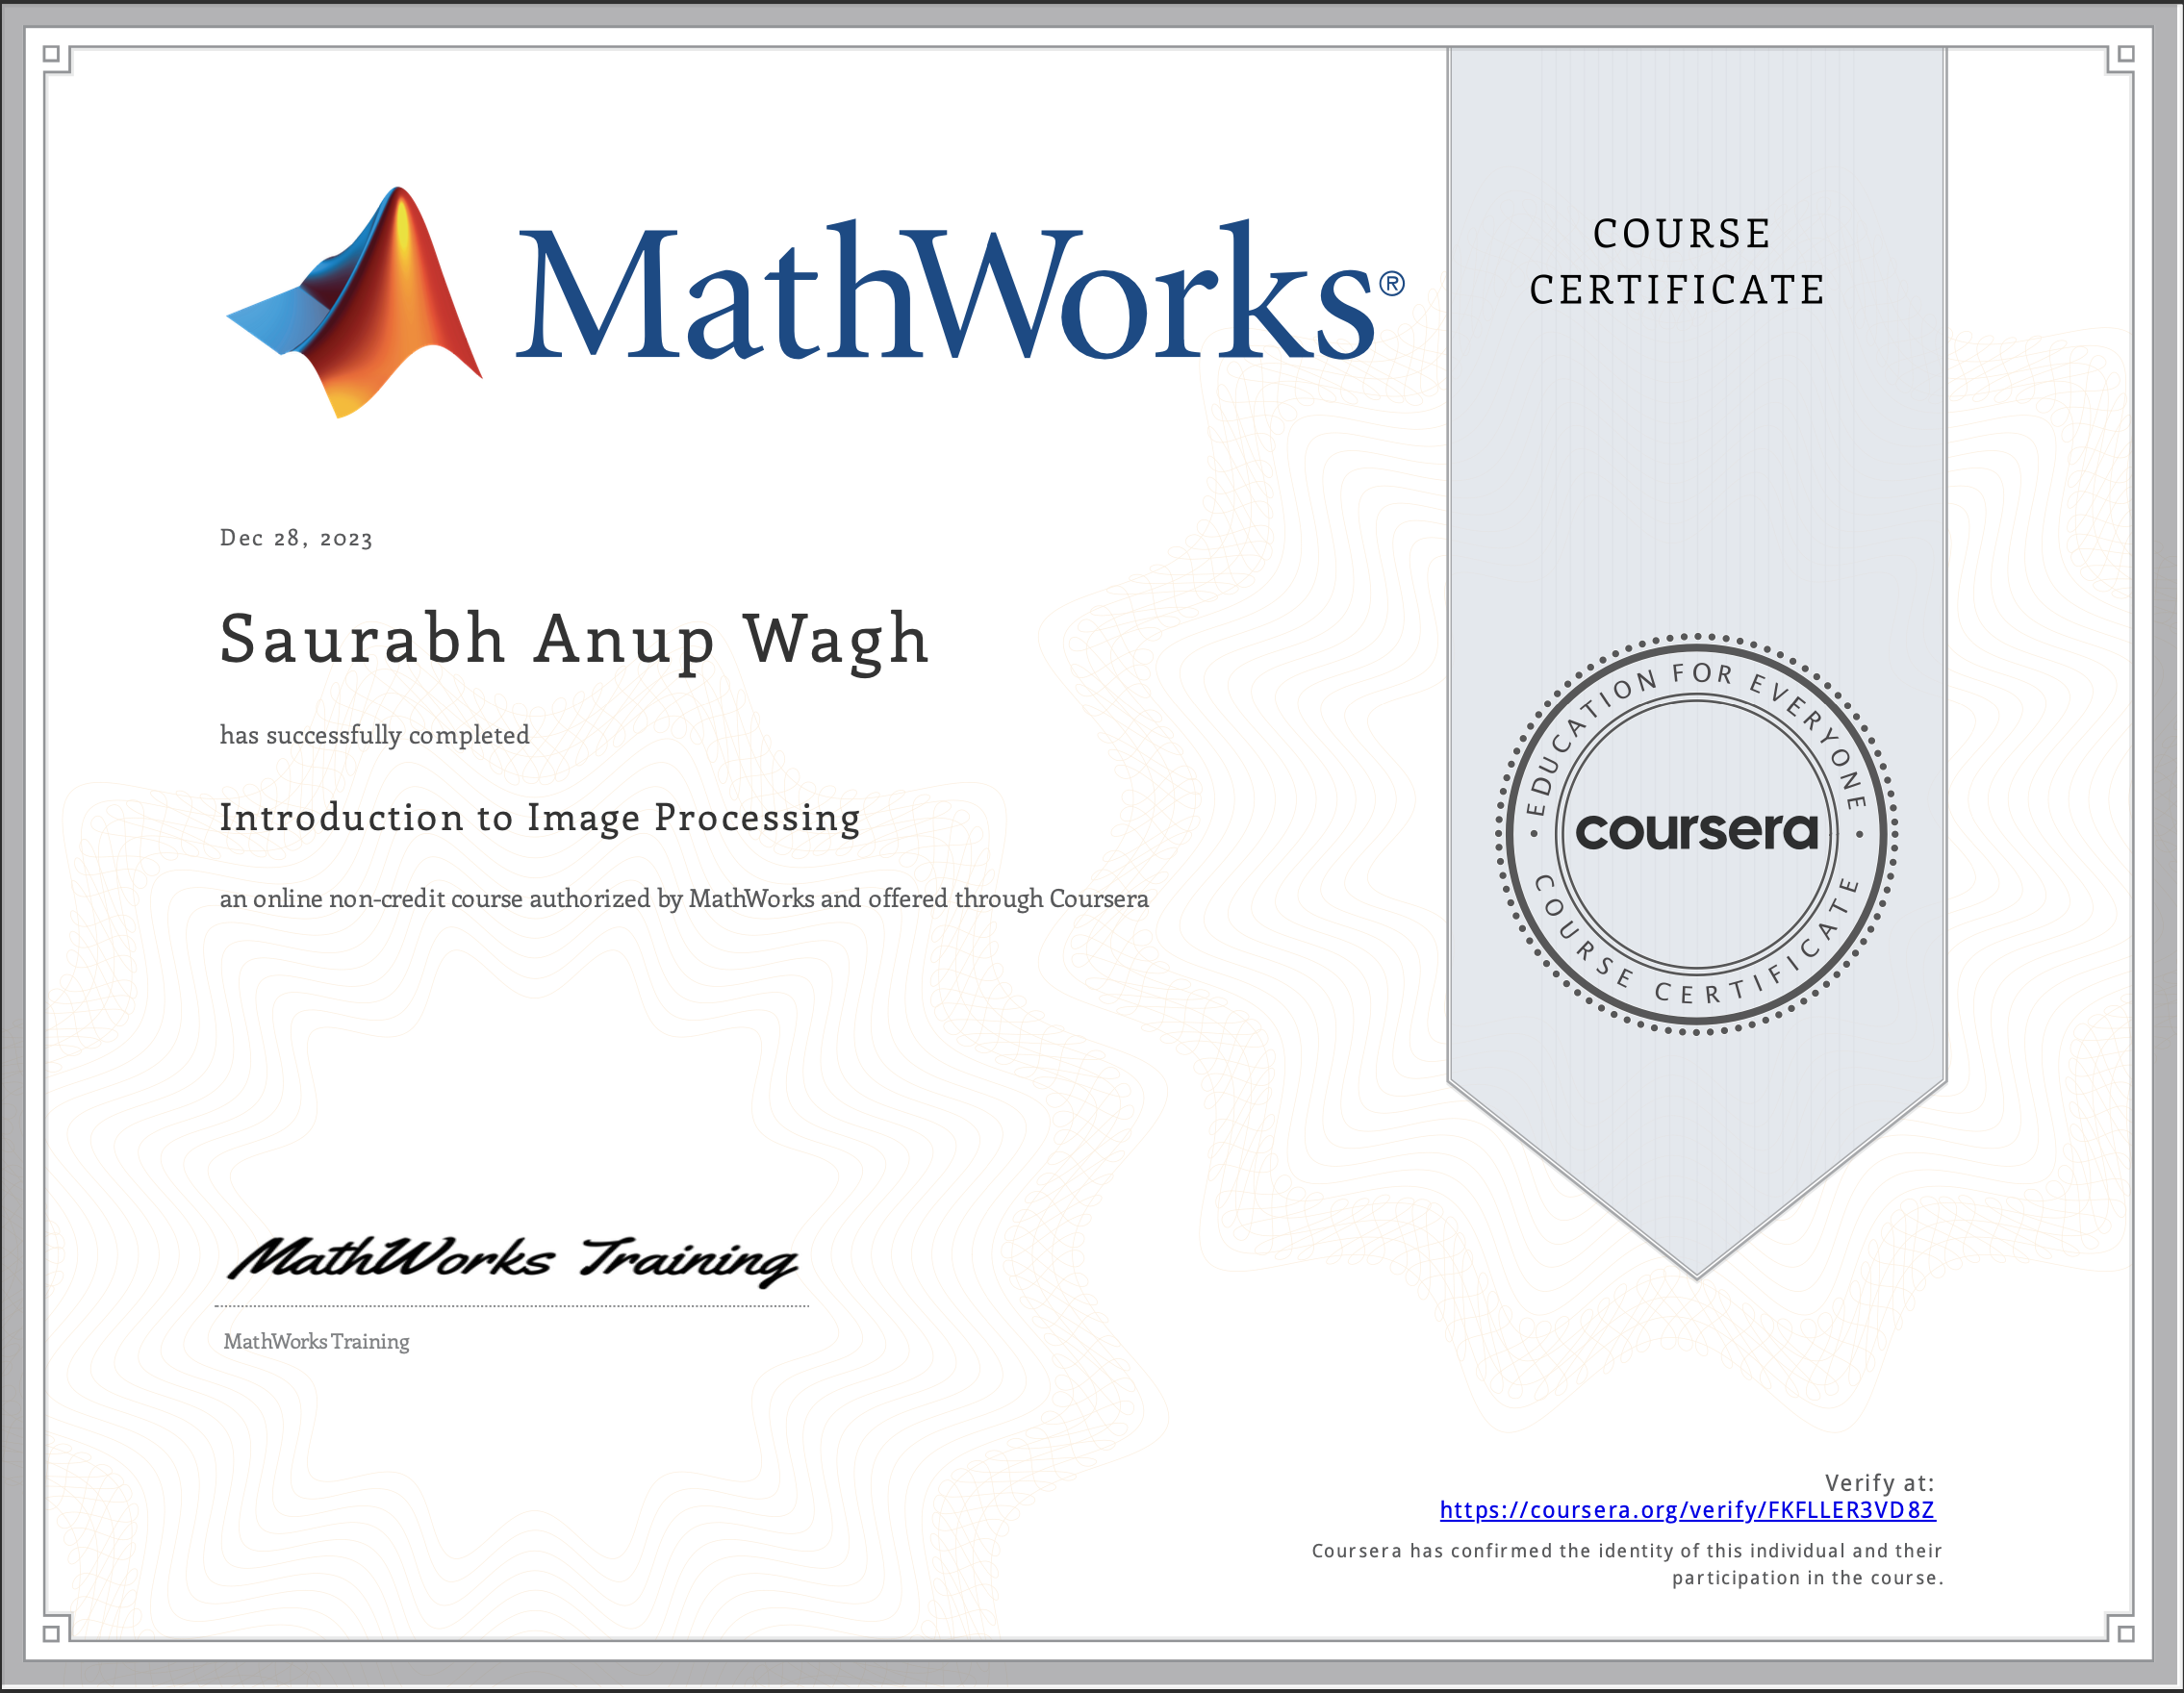 MathWorks®
COURSE
CERTIFICATE
Dec 28, 2023
Saurabh Anup Wagh
has successfully completed
Introduction to Image Processing
an online non-credit course authorized by MathWorks and offered through Coursera
EDUCATION FOR EVERYONE
coursera
COURSE CERTIFICATE
MathWorks Training
MathWorks Training
Verify at:
https://coursera.org/verify/FKFLLER3VD8Z
Coursera has confirmed the identity of this individual and their
participation in the course.